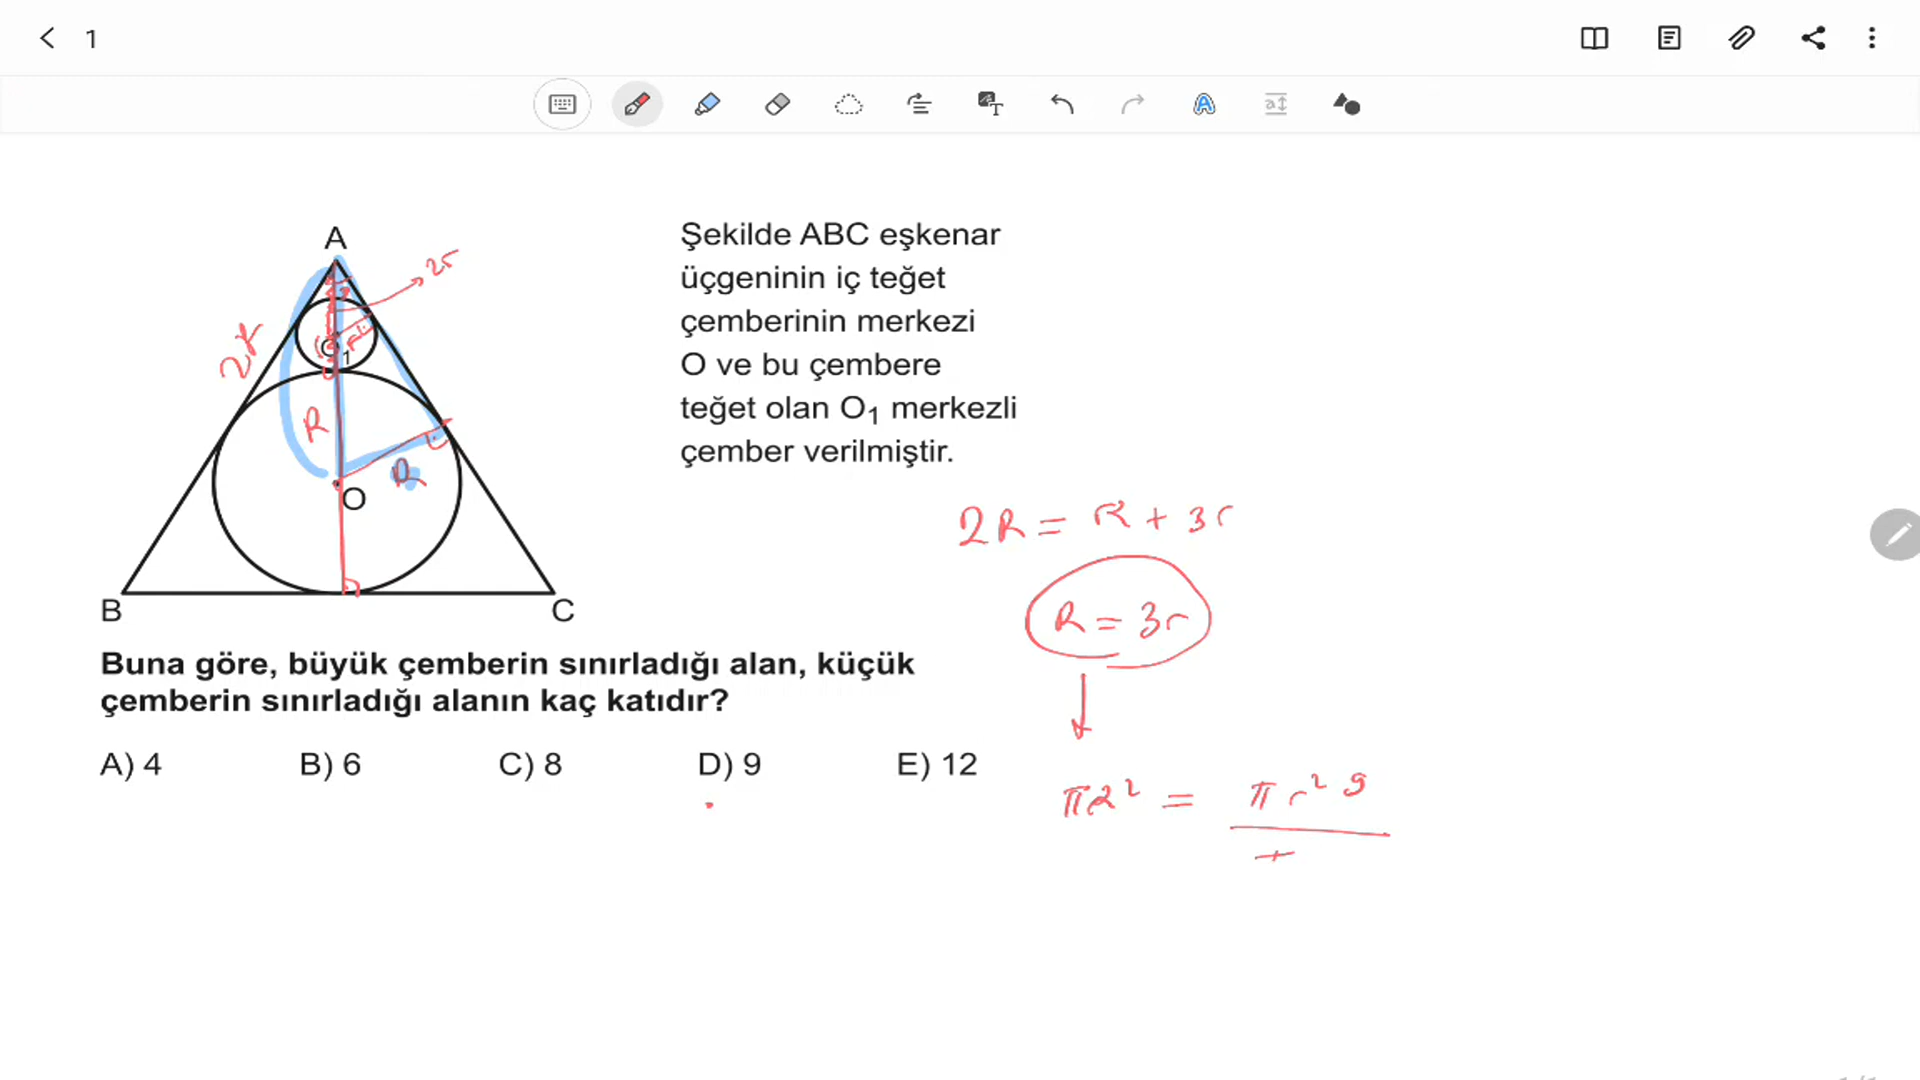 1
A
25
2R
O1
r
R
R
O
B
C
Şekilde ABC eşkenar
üçgeninin iç teğet
çemberinin merkezi
O ve bu çembere
teğet olan O₁ merkezli
çember verilmiştir.
2R = R + 3r
R = 3r
Buna göre, büyük çemberin sınırladığı alan, küçük
çemberin sınırladığı alanın kaç katıdır?
A) 4 B) 6 C) 8 D) 9 E) 12
πR² = πr² 9